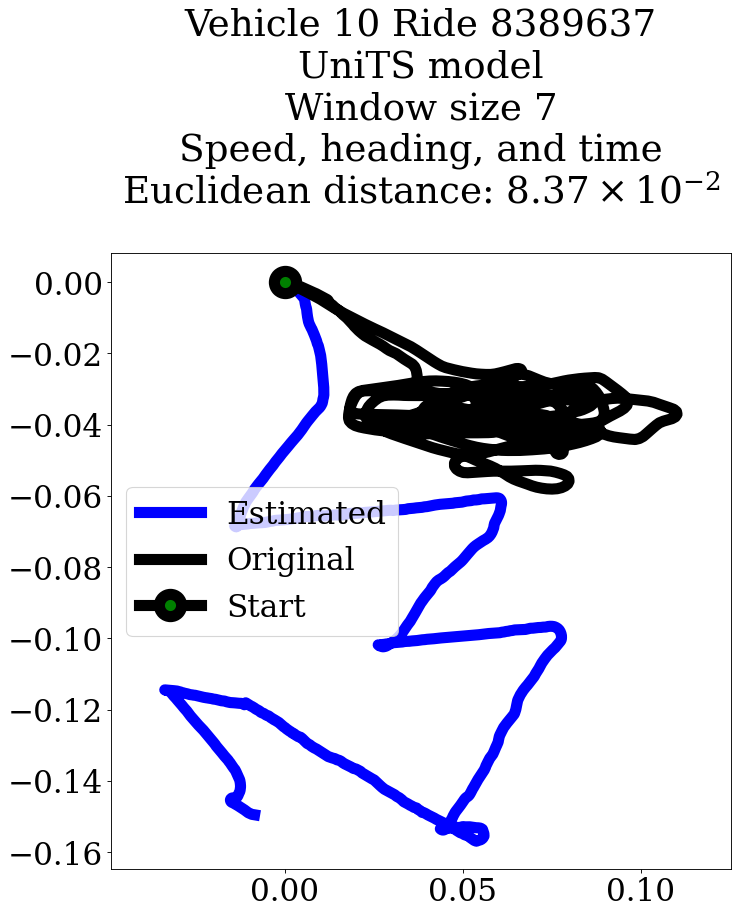 Vehicle 10 Ride 8389637
UniTS model
Window size 7
Speed, heading, and time
Euclidean distance: $8.37 \times 10^{-2}$
0.00
−0.02
−0.04
−0.06
−0.08
−0.10
−0.12
−0.14
−0.16
Estimated
Original
Start
0.00 0.05 0.10